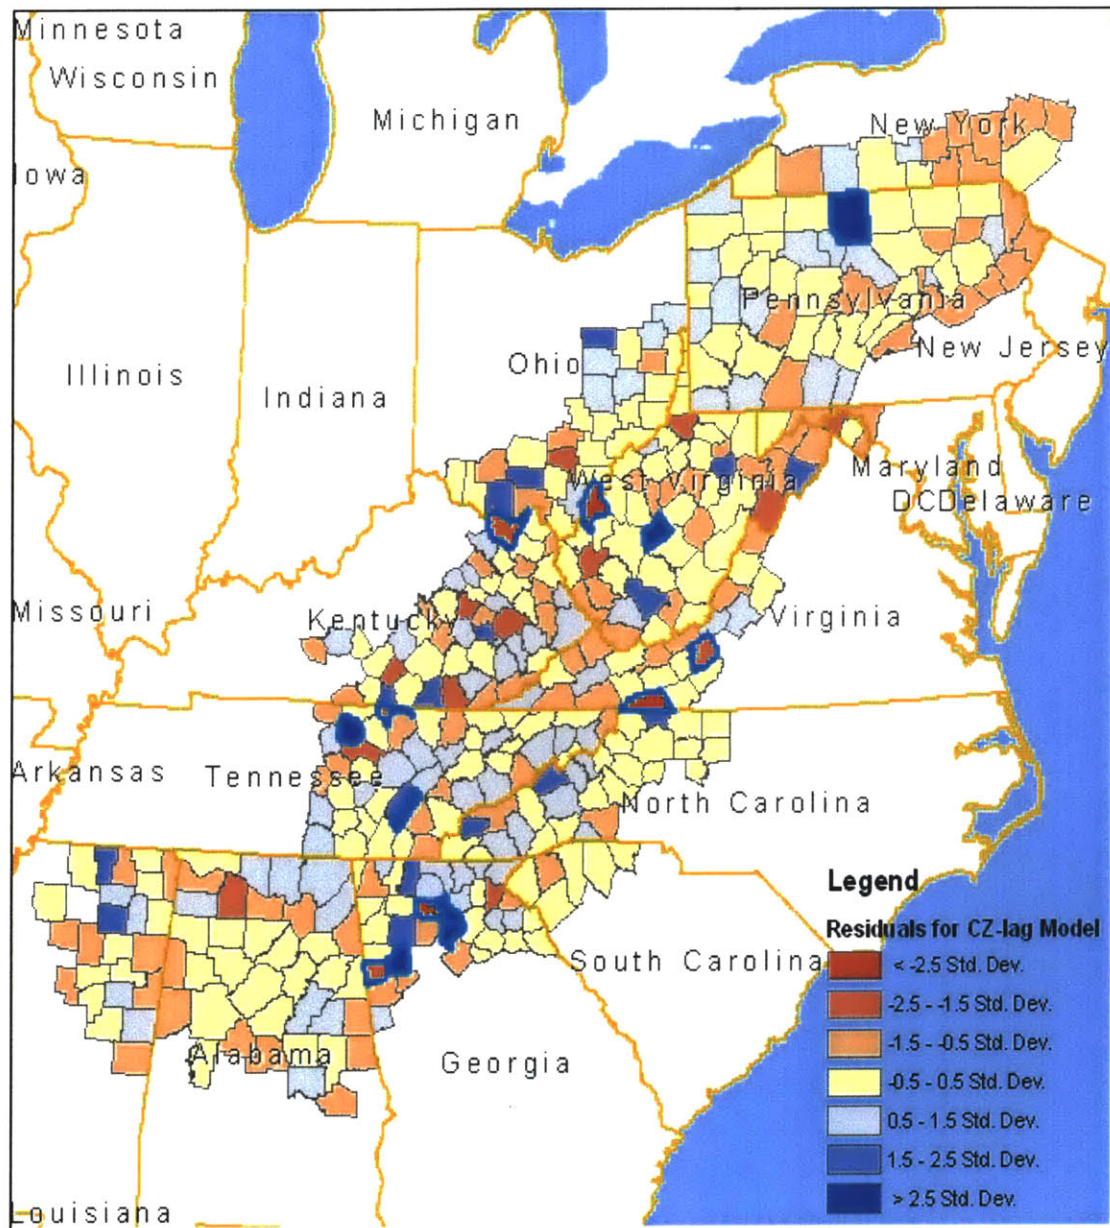 Minnesota
Wisconsin
Michigan
New York
Iowa
Pennsylvania
New Jersey
Ohio
Illinois
Indiana
West Virginia
Maryland
DC
Delaware
Missouri
Kentucky
Virginia
Arkansas
Tennessee
North Carolina
South Carolina
Alabama
Georgia
Louisiana
Legend
Residuals for CZ-lag Model
< -2.5 Std. Dev.
-2.5 - -1.5 Std. Dev.
-1.5 - -0.5 Std. Dev.
-0.5 - 0.5 Std. Dev.
0.5 - 1.5 Std. Dev.
1.5 - 2.5 Std. Dev.
> 2.5 Std. Dev.